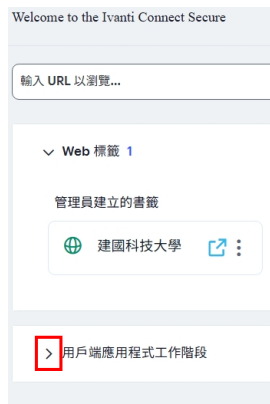 Welcome to the Ivanti Connect Secure
輸入 URL 以瀏覽...
Web 標籤 1
管理員建立的書籤
建國科技大學
用戶端應用程式工作階段